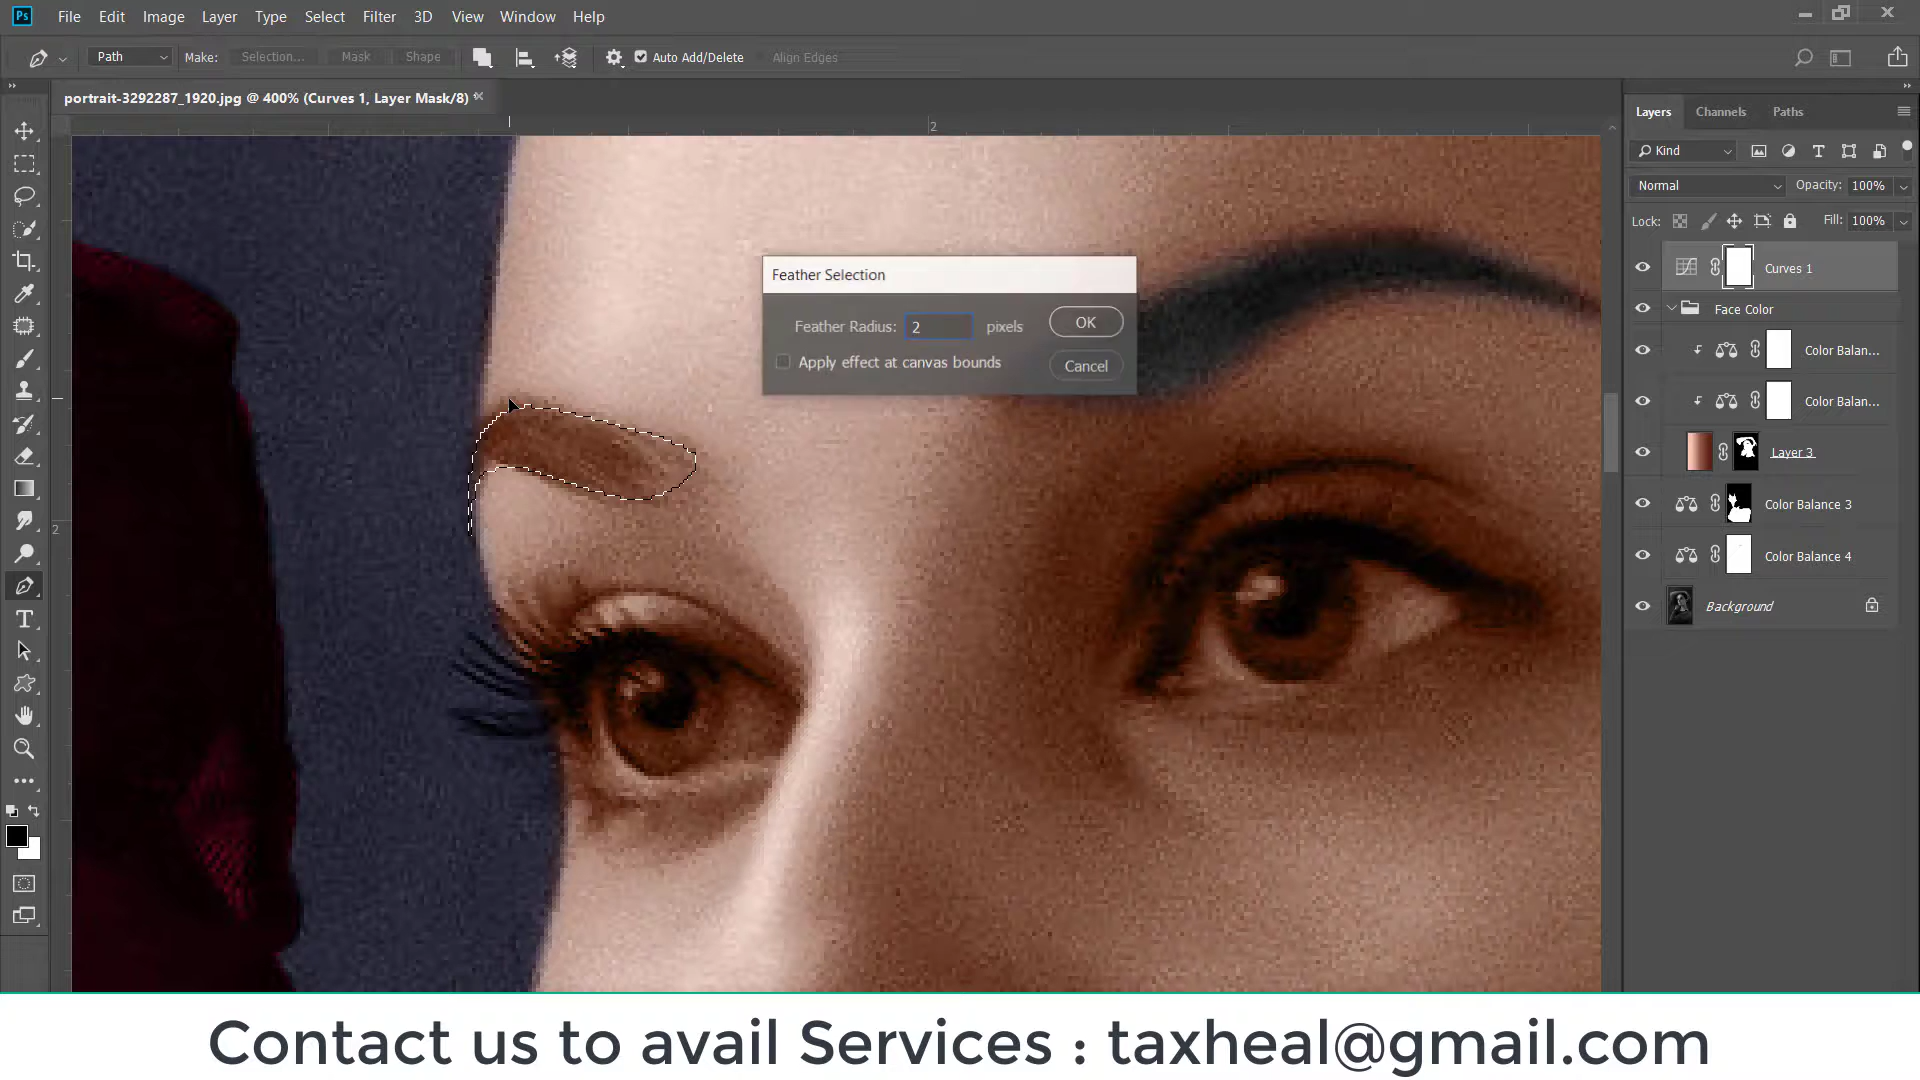 Ps File Edit Image Layer Type Select Filter 3D View Window Help
Path Make: Selection... Mask Shape Auto Add/Delete Align Edges
portrait-3292287_1920.jpg @ 400% (Curves 1, Layer Mask/8) *
2
2
Feather Selection
Feather Radius: 2 pixels
OK
Apply effect at canvas bounds
Cancel
Layers Channels Paths
Kind
Normal Opacity: 100%
Lock: Fill: 100%
Curves 1
Face Color
Color Balan...
Color Balan...
Layer 3
Color Balance 3
Color Balance 4
Background
Contact us to avail Services : taxheal@gmail.com